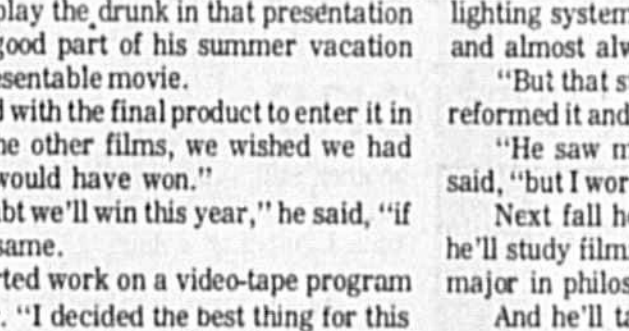 play the drunk in that presentation
good part of his summer vacation
esentable movie.
d with the final product to enter it in
ne other films, we wished we had
would have won."
bt we'll win this year," he said, "if
same.
rted work on a video-tape program
. "I decided the best thing for this
lighting system
and almost alw
"But that s
reformed it and
"He saw m
said, "but I wor
Next fall he
he'll study film
major in philos
And he'll ta